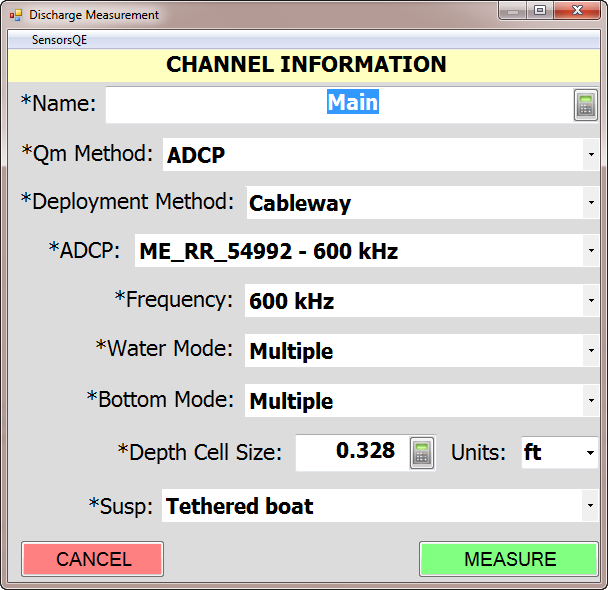 Discharge Measurement
SensorsQE
CHANNEL INFORMATION
*Name: Main
*Qm Method: ADCP
*Deployment Method: Cableway
*ADCP: ME_RR_54992 - 600 kHz
*Frequency: 600 kHz
*Water Mode: Multiple
*Bottom Mode: Multiple
*Depth Cell Size: 0.328 Units: ft
*Susp: Tethered boat
CANCEL MEASURE